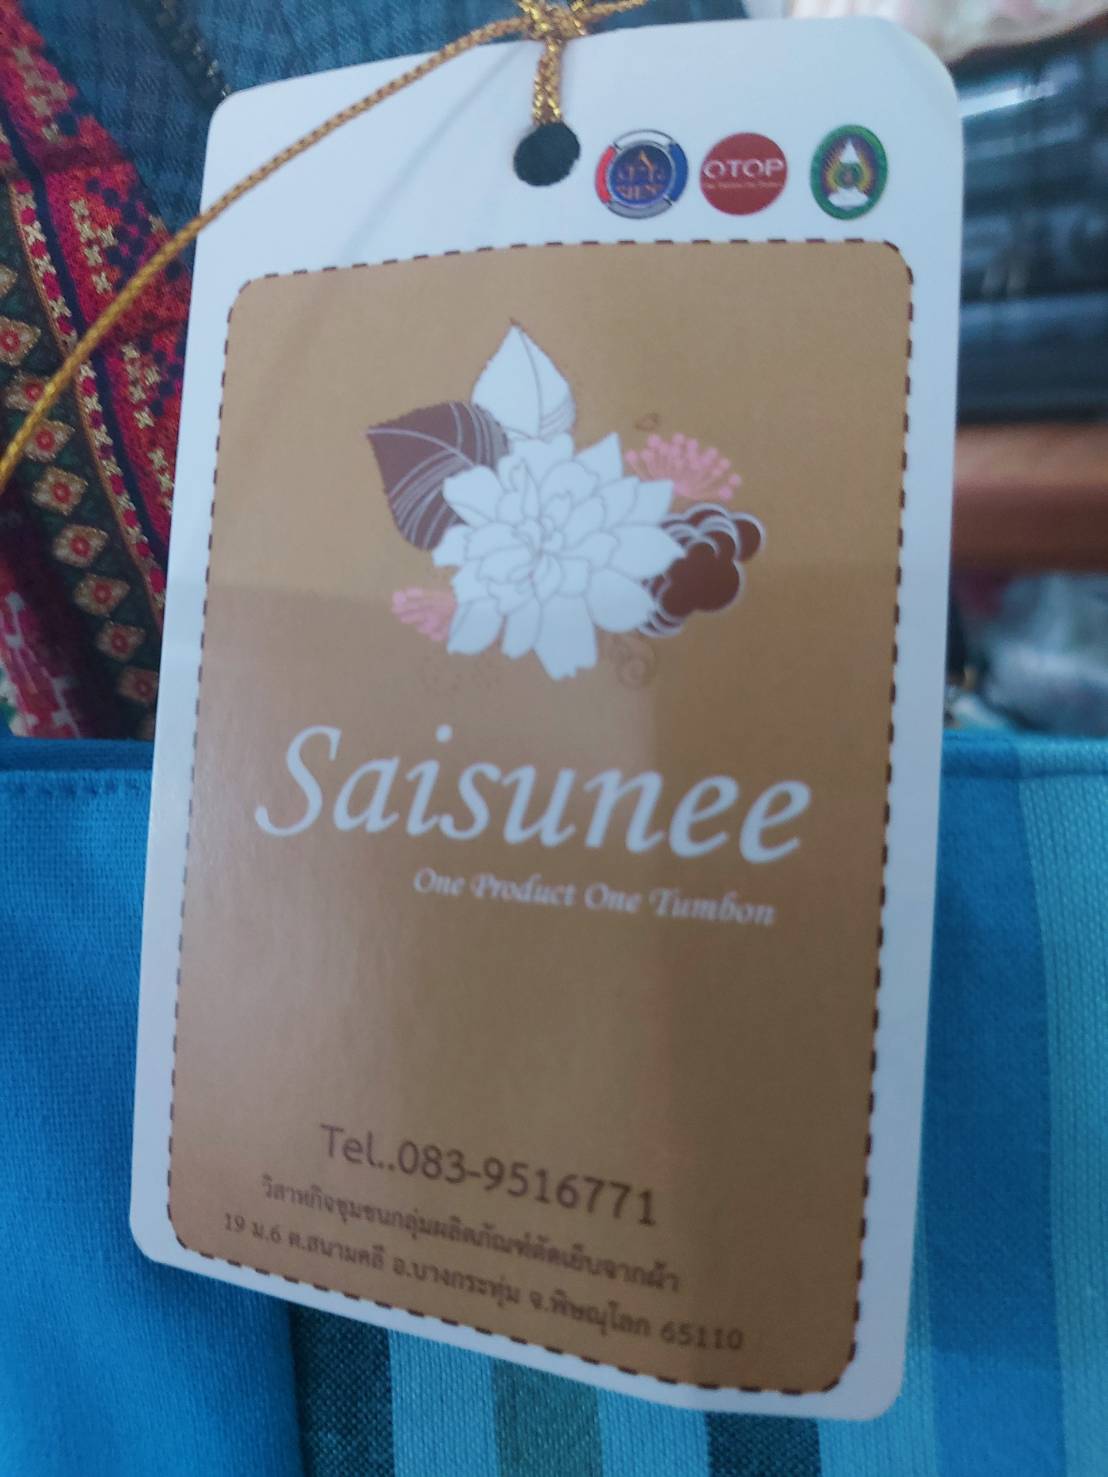 OTOP
Saisunee
One Product One Tumbon
Tel..083-9516771
วิสาหกิจชุมชนกลุ่มผลิตภัณฑ์ตัดเย็บจากผ้า
19 ม.6 ต.สนามคลี อ.บางกระทุ่ม จ.พิษณุโลก 65110